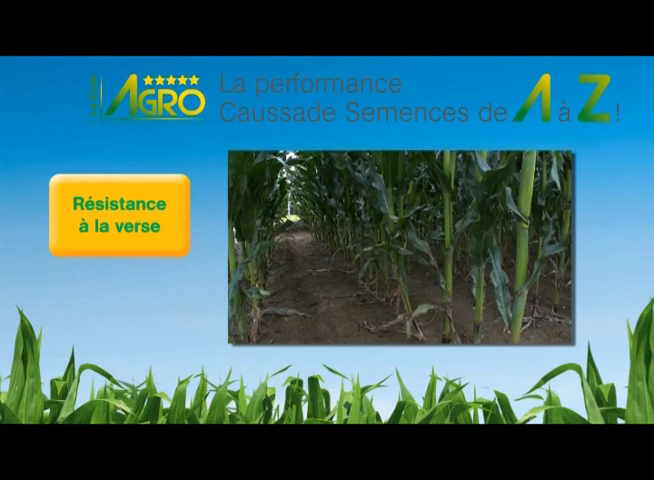 AGRO
La performance
Caussade Semences de A à Z !
Résistance
à la verse